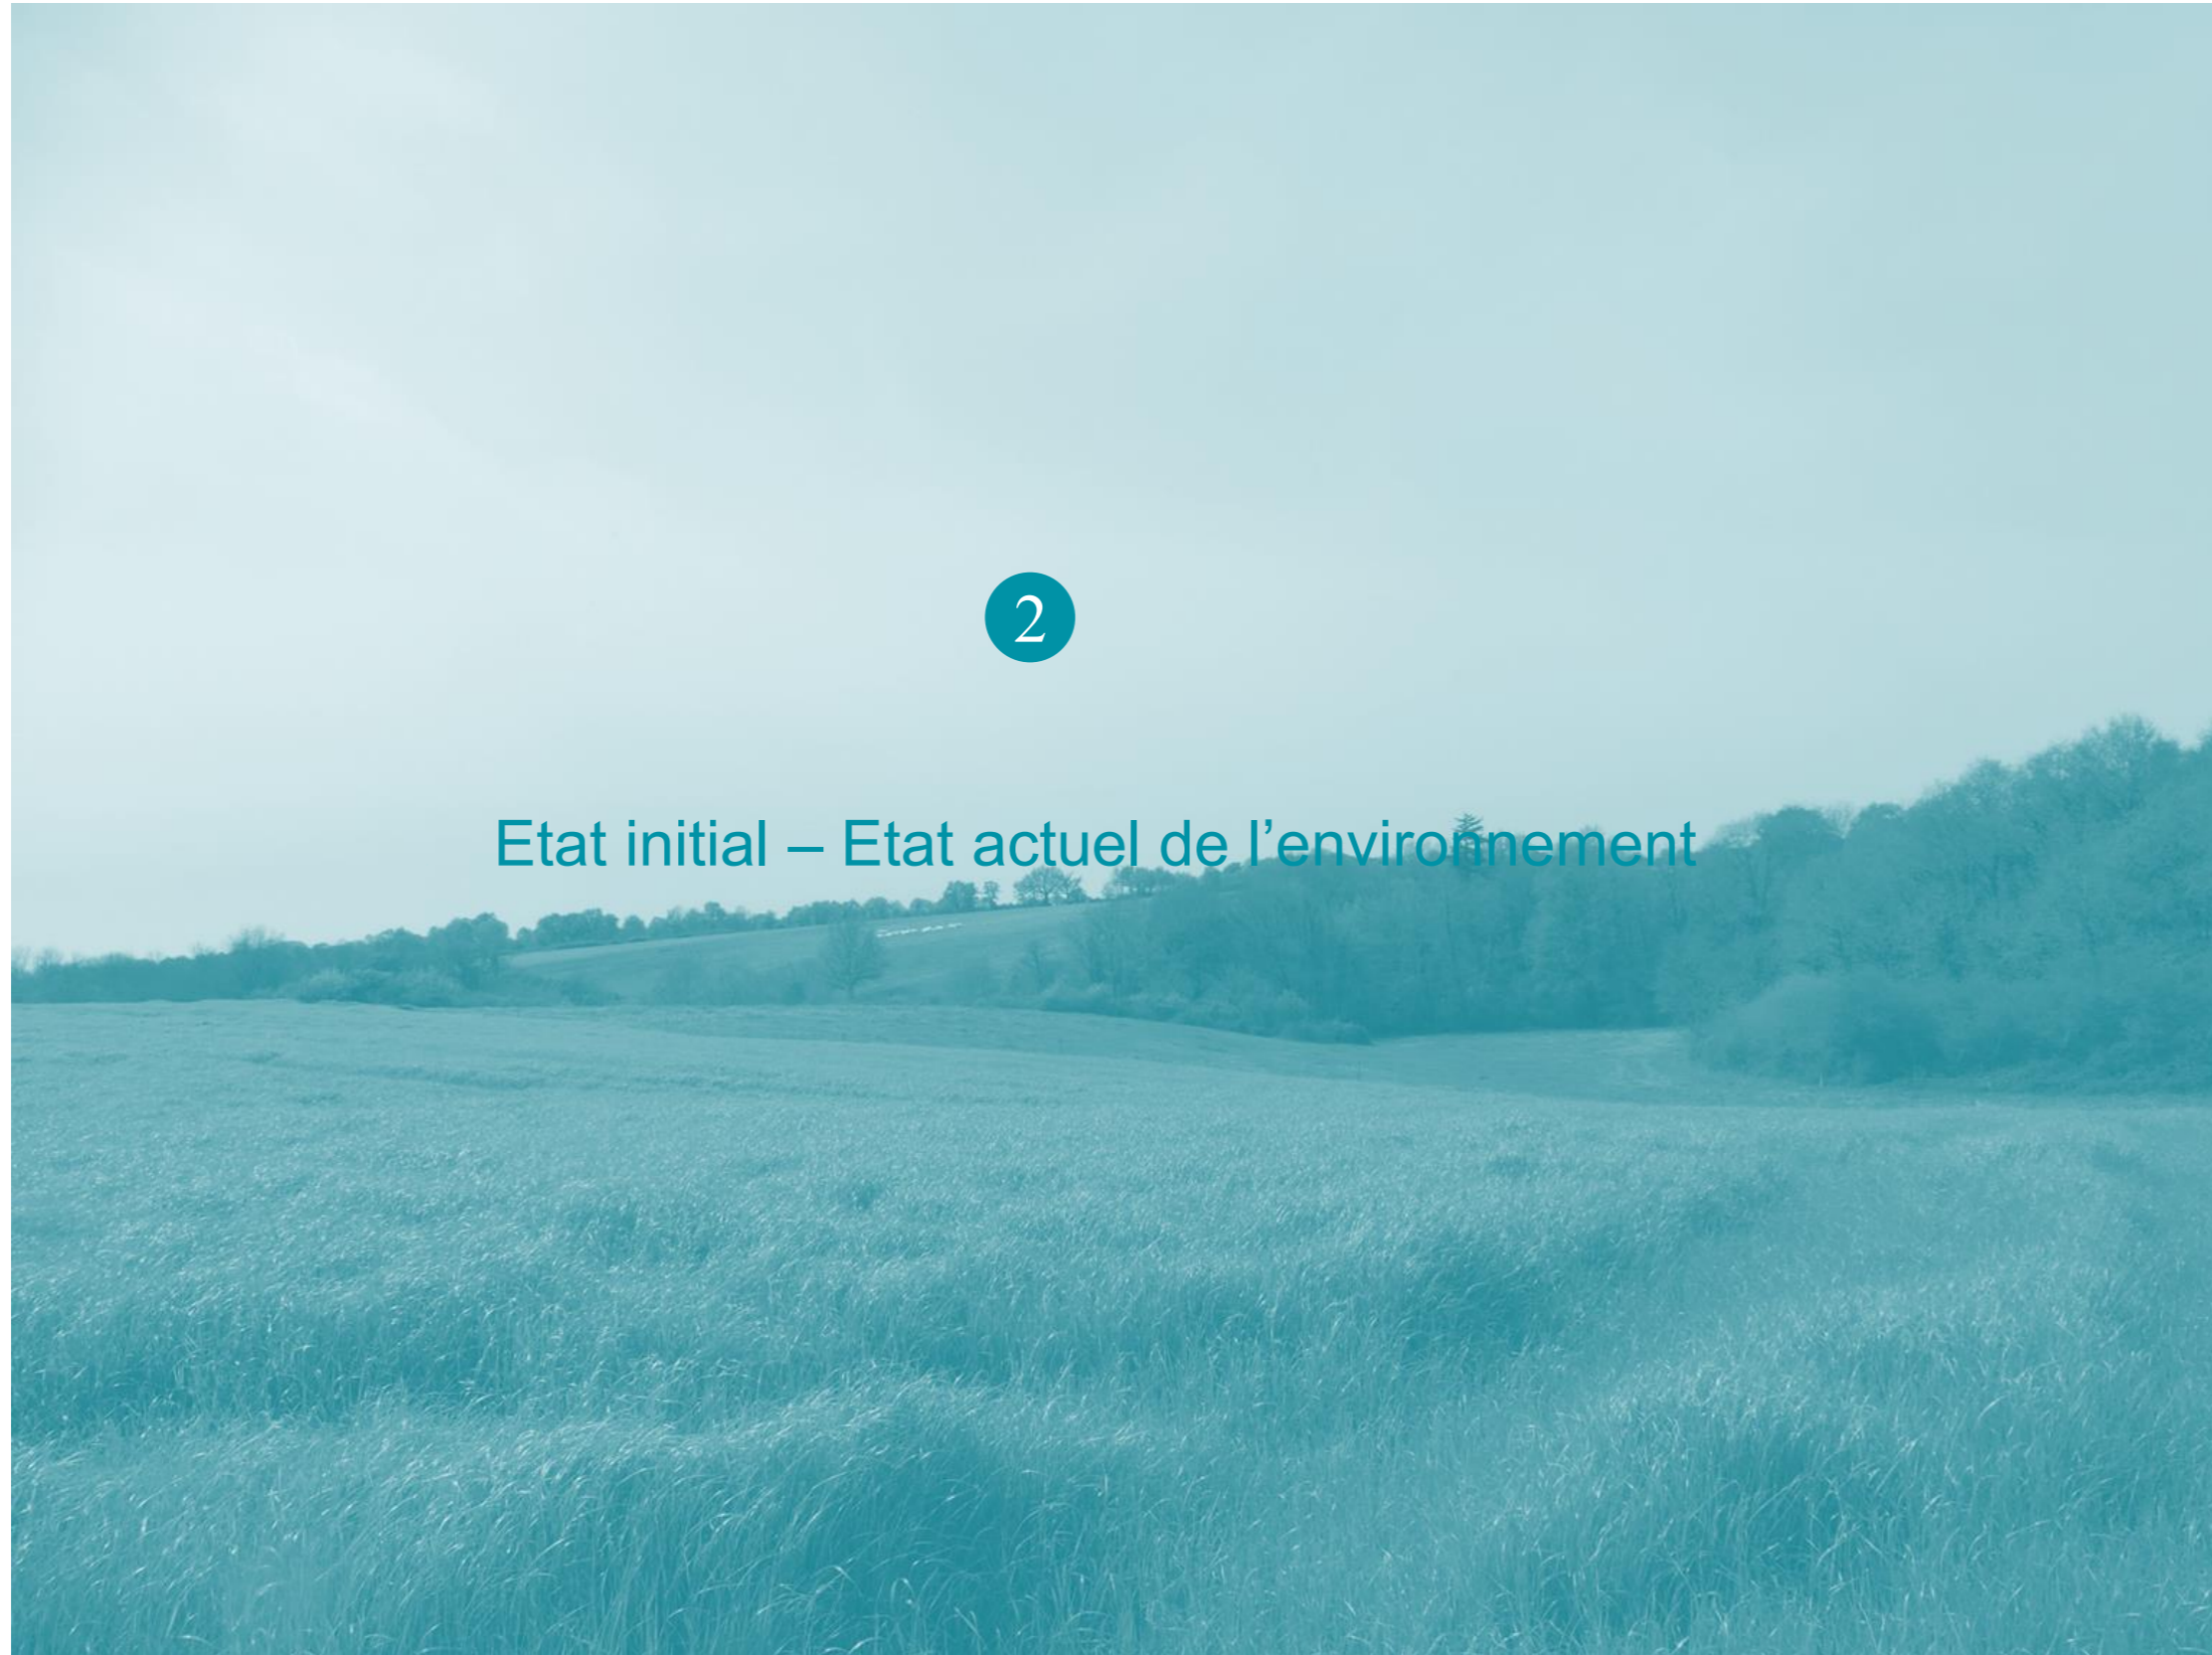 2
Etat initial – Etat actuel de l’environnement